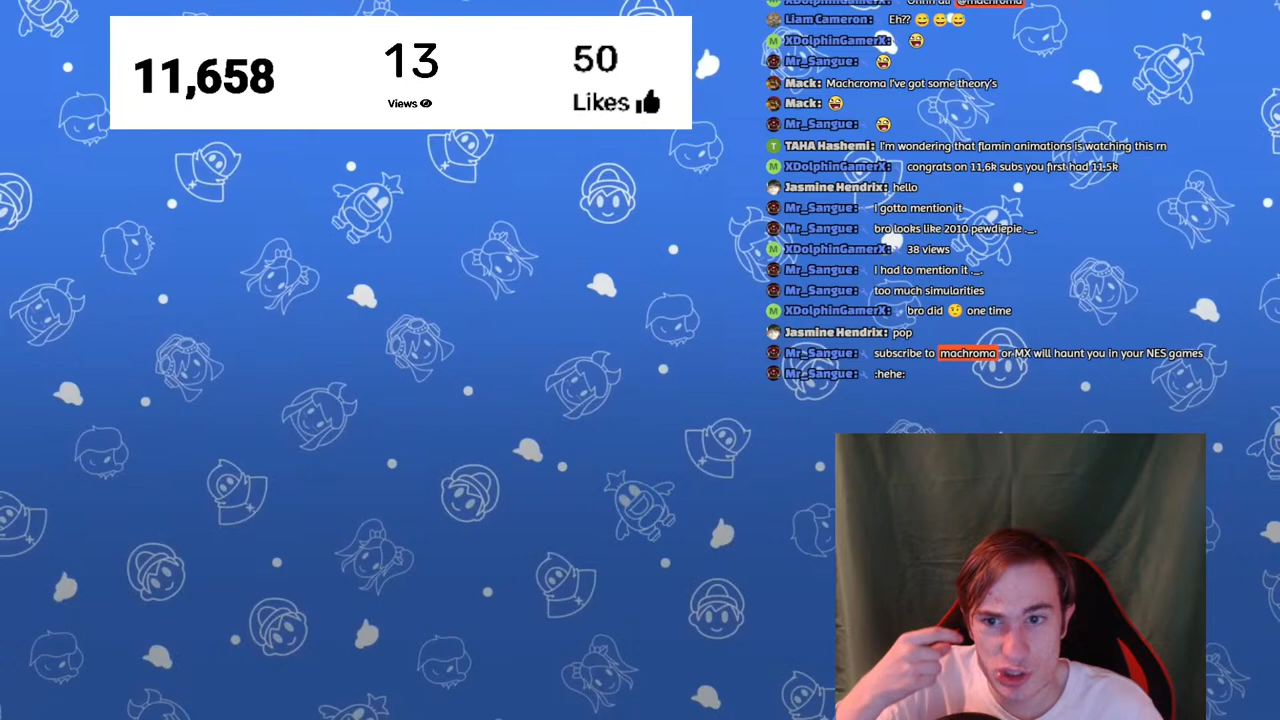 11,658
13
Views
50
Likes
Liam Cameron: Eh??
XDolphinGamerX:
Mr_Sangue:
Mack: Machcroma I've got some theory's
Mack:
Mr_Sangue:
TAHA Hashemi: I'm wondering that flamin animations is watching this rn
XDolphinGamerX: congrats on 11,6k subs you first had 11,5k
Jasmine Hendrix: hello
Mr_Sangue: I gotta mention it
Mr_Sangue: bro looks like 2010 pewdiepie ._.
XDolphinGamerX: 38 views
Mr_Sangue: I had to mention it ._.
Mr_Sangue: too much simularities
XDolphinGamerX: bro did 🤨 one time
Jasmine Hendrix: pop
Mr_Sangue: subscribe to machroma or MX will haunt you in your NES games
Mr_Sangue: :hehe: